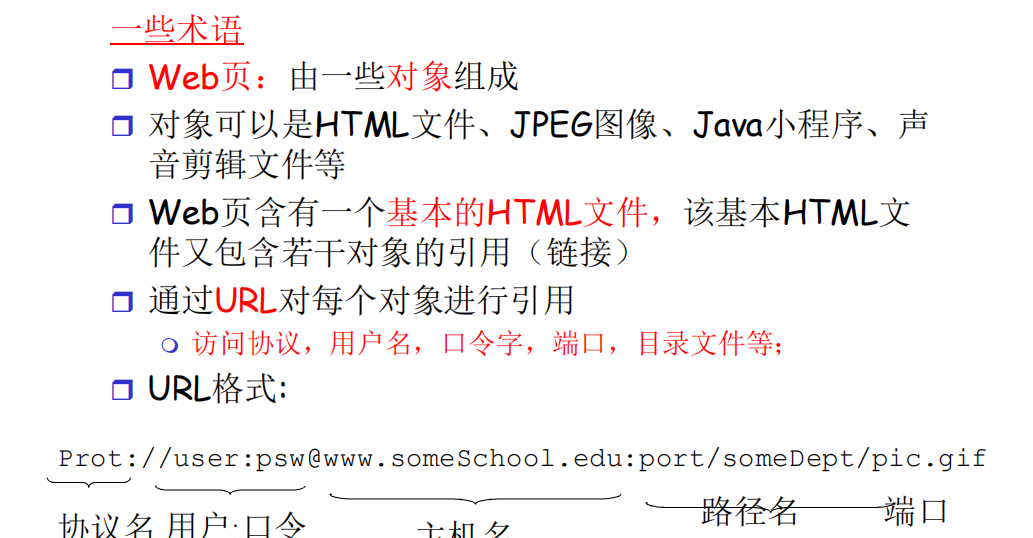 一些术语
Web页：由一些对象组成
对象可以是HTML文件、JPEG图像、Java小程序、声
音剪辑文件等
Web页含有一个基本的HTML文件，该基本HTML文
件又包含若干对象的引用（链接）
通过URL对每个对象进行引用
访问协议，用户名，口令字，端口，目录文件等；
URL格式:
Prot://user:psw@www.someSchool.edu:port/someDept/pic.gif
协议名 用户:口令 主机名 路径名 端口